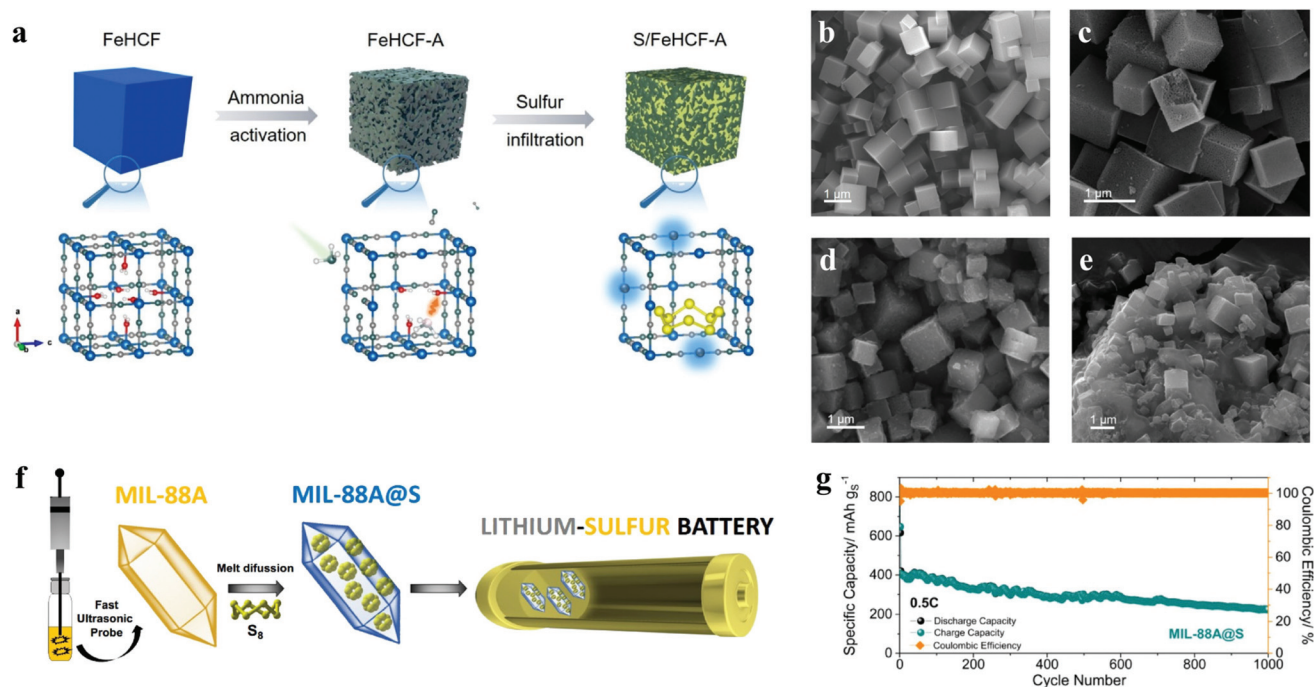 a
FeHCF
FeHCF-A
S/FeHCF-A
Ammonia
activation
Sulfur
infiltration
a
b
c
b
1 μm
c
1 μm
d
1 μm
e
1 μm
f
MIL-88A
MIL-88A@S
LITHIUM-SULFUR BATTERY
Melt difussion
S8
Fast
Ultrasonic
Probe
g
Specific Capacity/ mAh gs-1
800
600
400
200
0
0.5C
Discharge Capacity
Charge Capacity
Coulombic Efficiency
MIL-88A@S
0 200 400 600 800 1000
Cycle Number
100
80
60
40
20
0
Coulombic
Efficiency/ %